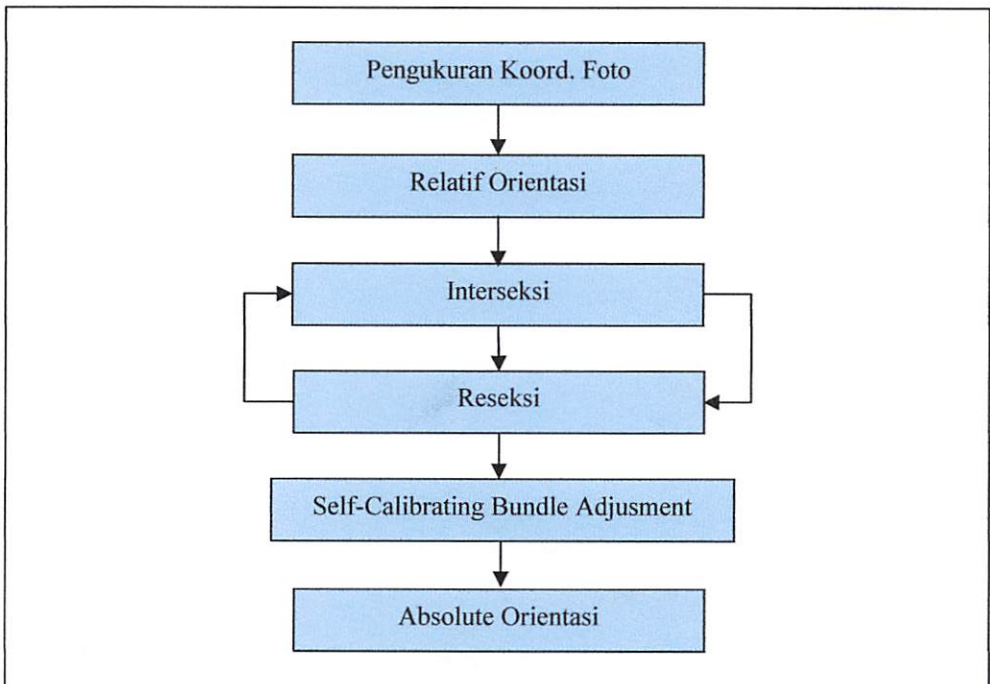 Pengukuran Koord. Foto
Relatif Orientasi
Interseksi
Reseksi
Self-Calibrating Bundle Adjusment
Absolute Orientasi